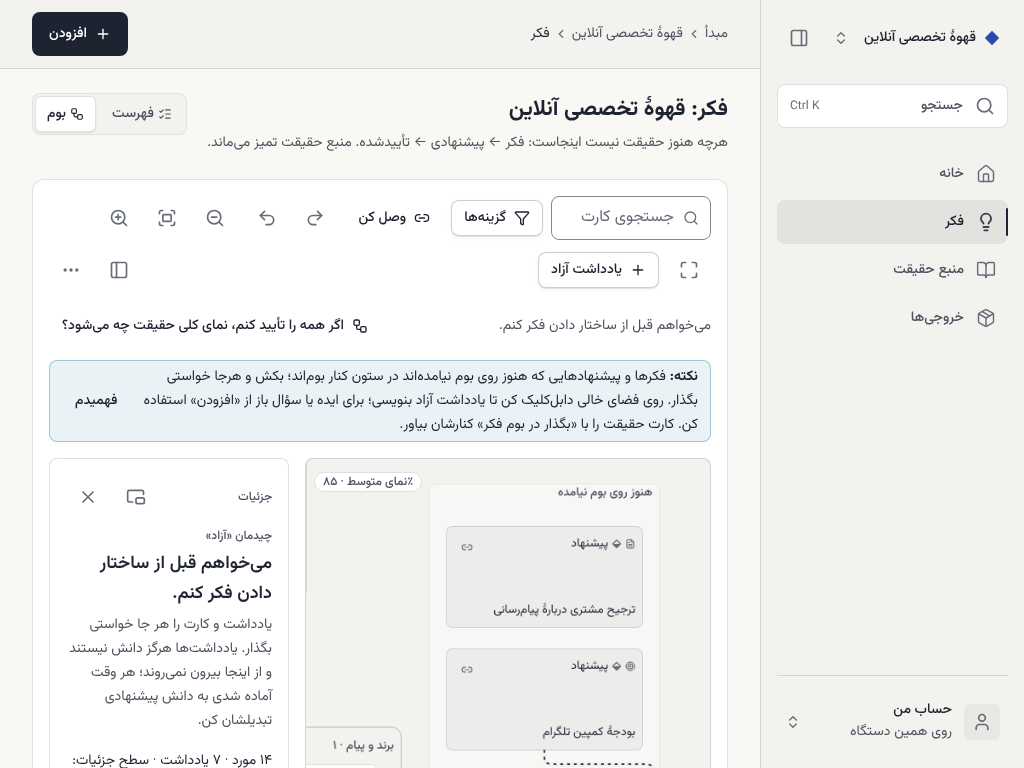 قهوهٔ تخصصی آنلاین
جستجو
Ctrl K
خانه
فکر
منبع حقیقت
خروجی‌ها
حساب من
روی همین دستگاه
مبدأ
قهوهٔ تخصصی آنلاین
فکر
افزودن
فکر: قهوهٔ تخصصی آنلاین
هرچه هنوز حقیقت نیست اینجاست: فکر ← پیشنهادی ← تأییدشده. منبع حقیقت تمیز می‌ماند.
فهرست
بوم
جستجوی کارت
گزینه‌ها
وصل کن
یادداشت آزاد
می‌خواهم قبل از ساختار دادن فکر کنم.
اگر همه را تأیید کنم، نمای کلی حقیقت چه می‌شود؟
نکته: فکرها و پیشنهادهایی که هنوز روی بوم نیامده‌اند در ستون کنار بوم‌اند؛ بکش و هرجا خواستی
بگذار. روی فضای خالی دابل‌کلیک کن تا یادداشت آزاد بنویسی؛ برای ایده یا سؤال باز از «افزودن» استفاده
کن. کارت حقیقت را با «بگذار در بوم فکر» کنارشان بیاور.
فهمیدم
نمای متوسط · ۸۵٪
هنوز روی بوم نیامده
پیشنهاد
ترجیح مشتری دربارهٔ پیام‌رسانی
پیشنهاد
بودجهٔ کمپین تلگرام
برند و پیام · ۱
جزئیات
چیدمان «آزاد»
می‌خواهم قبل از ساختار
دادن فکر کنم.
یادداشت و کارت را هر جا خواستی
بگذار. یادداشت‌ها هرگز دانش نیستند
و از اینجا بیرون نمی‌روند؛ هر وقت
آماده شدی به دانش پیشنهادی
تبدیلشان کن.
۱۴ مورد · ۷ یادداشت · سطح جزئیات: